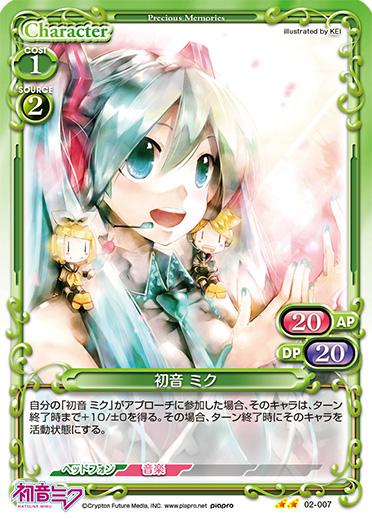 Precious Memories
Character
illustrated by KEI
COST
1
SOURCE
2
20 AP
DP 20
初音 ミク
自分の「初音 ミク」がアプローチに参加した場合、そのキャラは、ターン
終了時まで+10/±0を得る。その場合、ターン終了時にそのキャラを
活動状態にする。
ヘッドフォン 音楽
初音ミク
HATSUNE MIKU
©Crypton Future Media, INC. www.piapro.net piapro
02-007